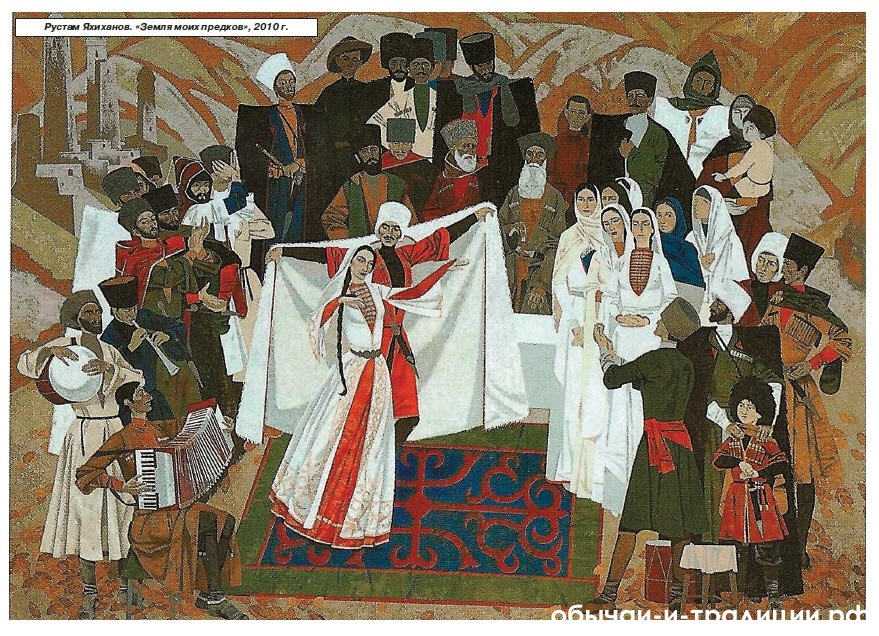 Рустам Яхиханов. «Земля моих предков», 2010 г.
обычаи-и-традиции.рф